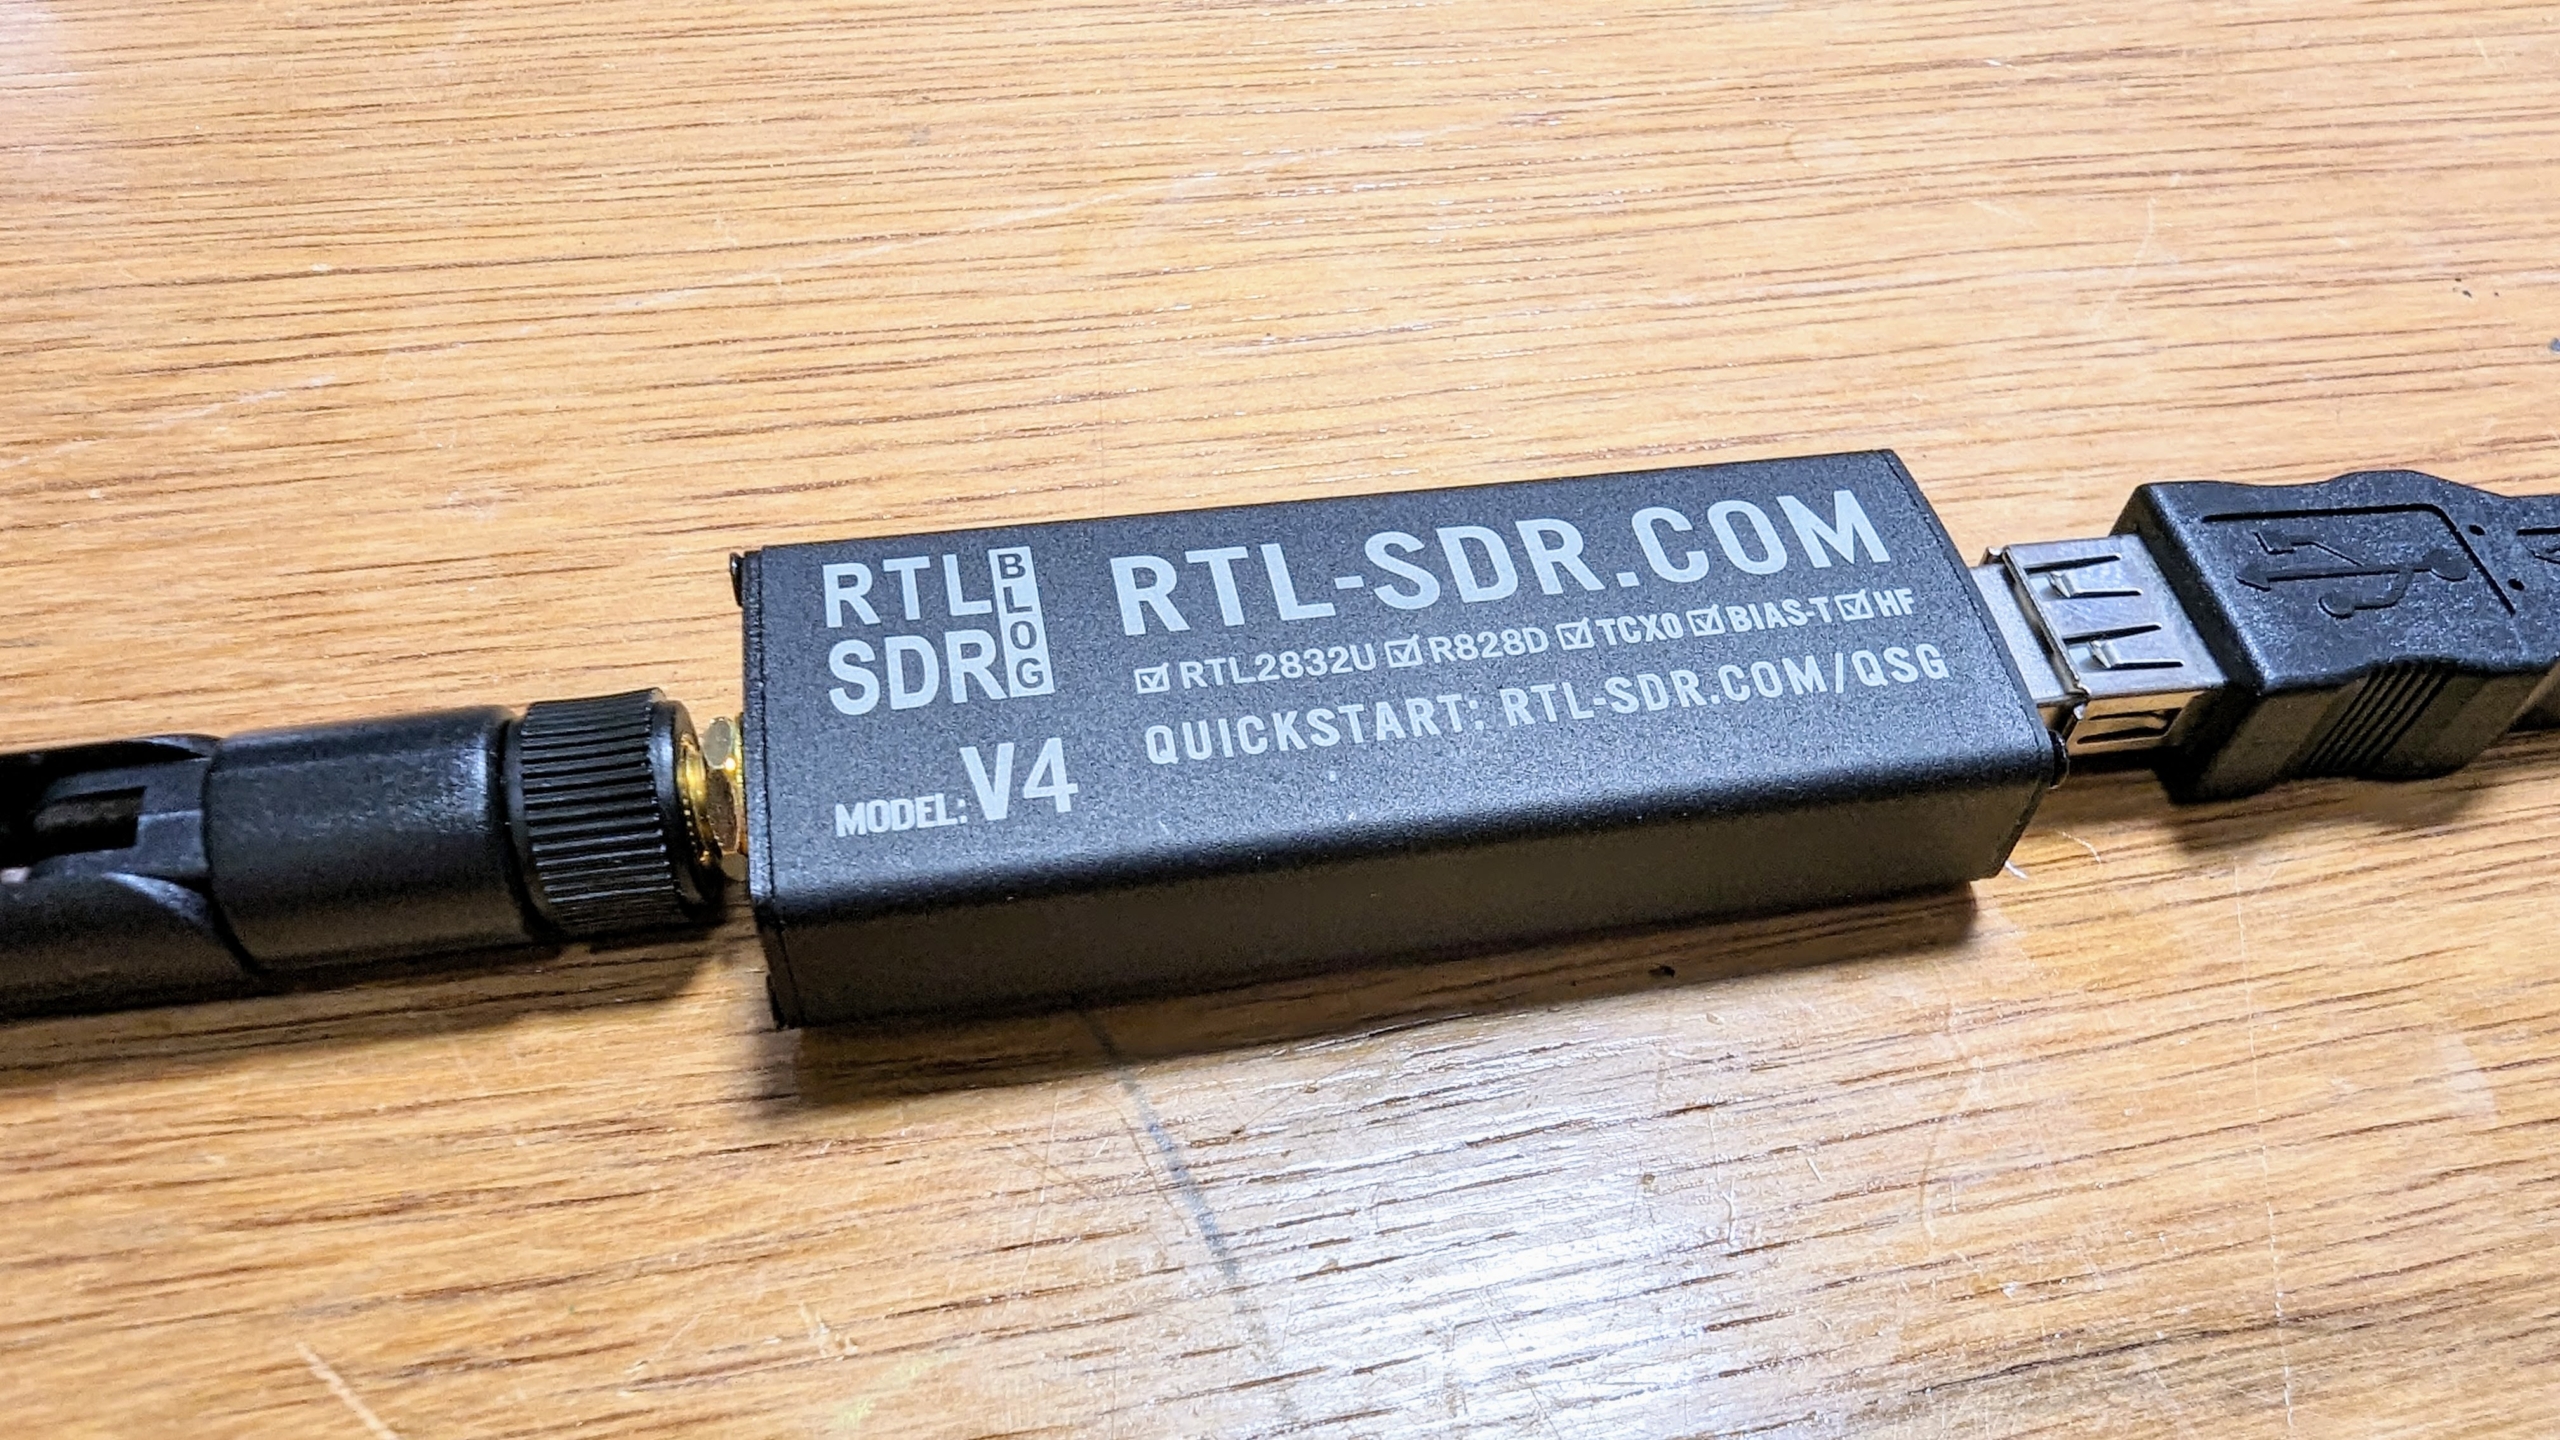 RTL
SDR
BLOG
MODEL: V4
RTL-SDR.COM
☑ RTL2832U ☑ R828D ☑ TCXO ☑ BIAS-T ☑ HF
QUICKSTART: RTL-SDR.COM/QSG